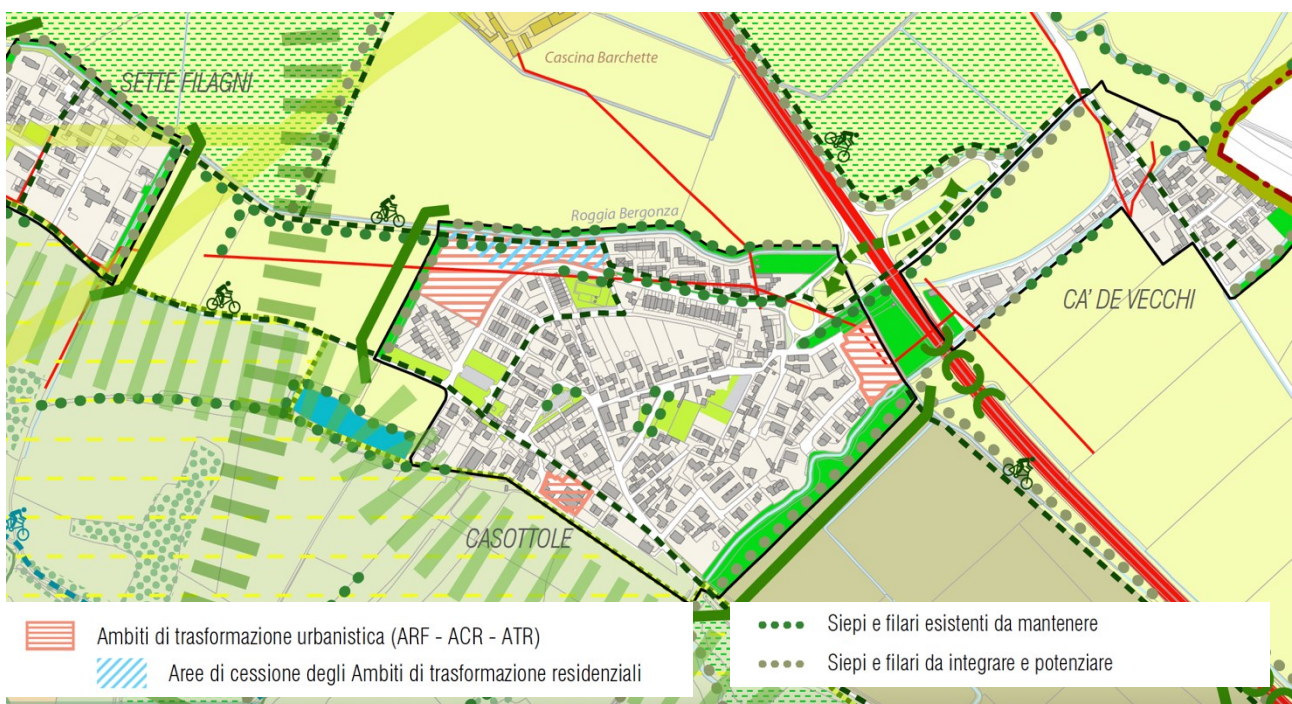 Cascina Barchette
SETTE FILAGNI
Roggia Bergonza
CA' DE VECCHI
CASOTTOLE
Ambiti di trasformazione urbanistica (ARF - ACR - ATR)
Aree di cessione degli Ambiti di trasformazione residenziali
Siepi e filari esistenti da mantenere
Siepi e filari da integrare e potenziare